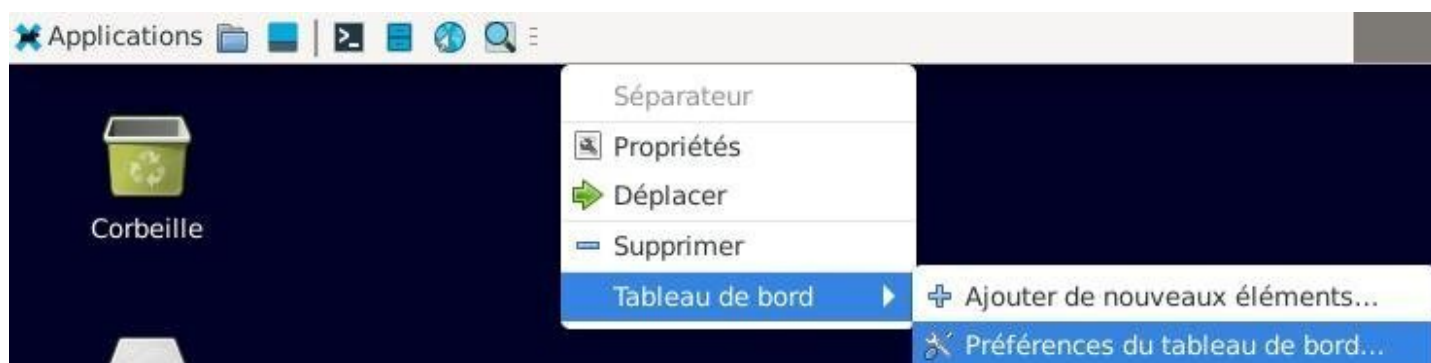 Applications
Séparateur
Propriétés
Déplacer
Corbeille
Supprimer
Tableau de bord
Ajouter de nouveaux éléments...
Préférences du tableau de bord...